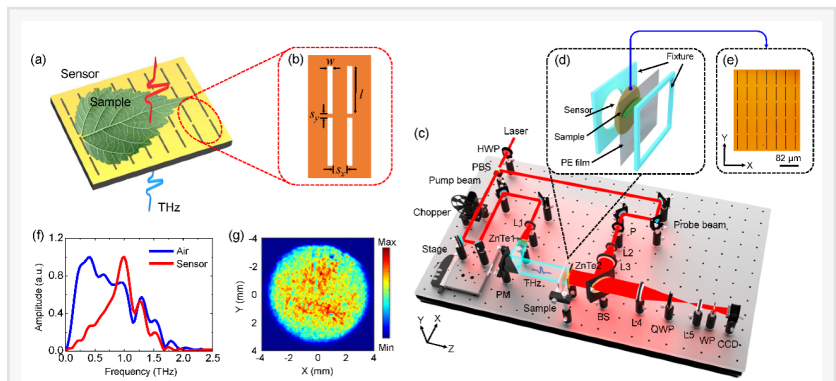 (a)
Sensor
Sample
THz
(b)
w
l
s_y
s_x
(c)
Laser
HWP
PBS
Pump beam
Chopper
Stage
L1
ZnTe1
THz
PM
Sample
ZnTe2
P
L2
L3
Probe beam
BS
L4
QWP
L5
WP
CCD
Y
X
Z
(d)
Fixture
Sensor
Sample
PE film
(e)
Y
X
82 μm
(f)
Air
Sensor
Amplitude (a.u.)
1.2
0.8
0.4
0.0
0.0 0.5 1.0 1.5 2.0 2.5
Frequency (THz)
(g)
Y (mm)
-4
-2
0
2
4
-4 -2 0 2 4
X (mm)
Max
Min